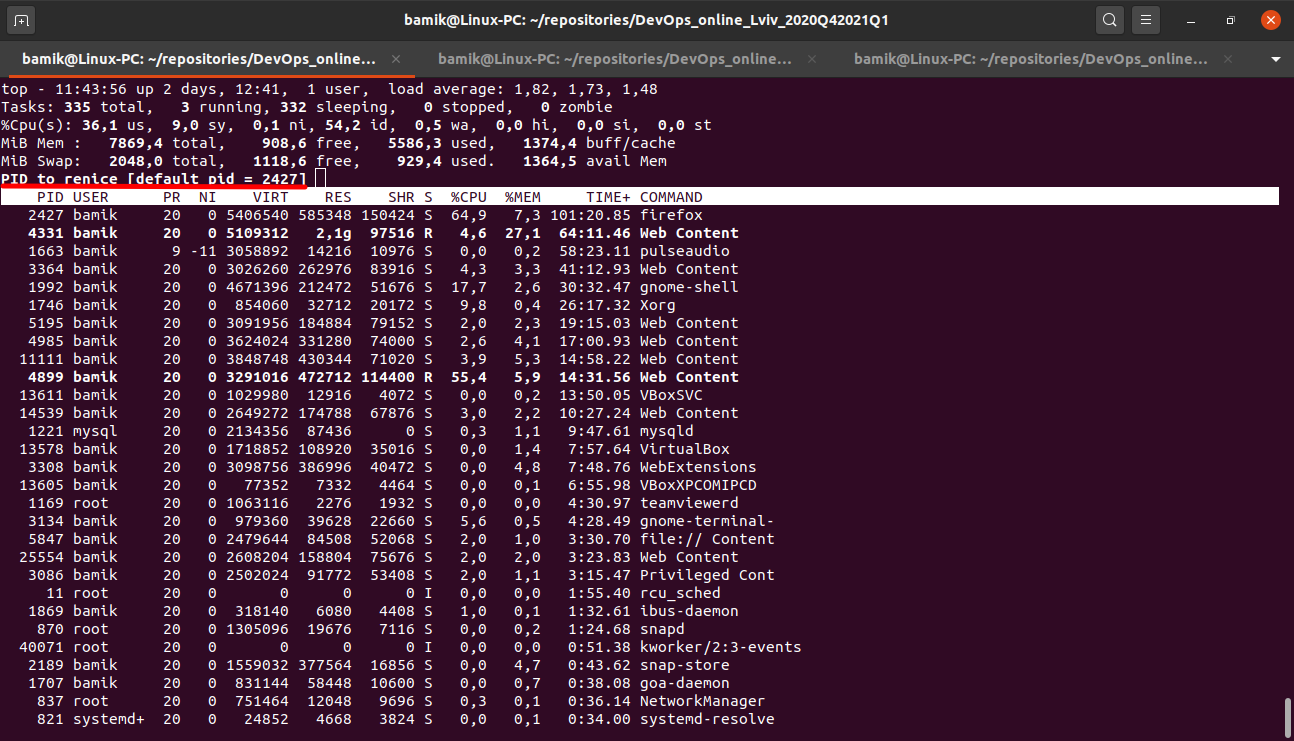 bamik@Linux-PC: ~/repositories/DevOps_online_Lviv_2020Q42021Q1
bamik@Linux-PC: ~/repositories/DevOps_online... bamik@Linux-PC: ~/repositories/DevOps_online... bamik@Linux-PC: ~/repositories/DevOps_online...
top - 11:43:56 up 2 days, 12:41,  1 user,  load average: 1,82, 1,73, 1,48
Tasks: 335 total,   3 running, 332 sleeping,   0 stopped,   0 zombie
%Cpu(s): 36,1 us,  9,0 sy,  0,1 ni, 54,2 id,  0,5 wa,  0,0 hi,  0,0 si,  0,0 st
MiB Mem :   7869,4 total,    908,6 free,   5586,3 used,   1374,4 buff/cache
MiB Swap:   2048,0 total,   1118,6 free,    929,4 used.   1364,5 avail Mem
PID to renice [default pid = 2427]
PID USER      PR  NI    VIRT    RES    SHR S  %CPU  %MEM     TIME+ COMMAND
2427 bamik     20   0 5406540 585348 150424 S  64,9   7,3 101:20.85 firefox
4331 bamik     20   0 5109312   2,1g  97516 R   4,6  27,1  64:11.46 Web Content
1663 bamik      9 -11 3058892  14216  10976 S   0,0   0,2  58:23.11 pulseaudio
3364 bamik     20   0 3026260 262976  83916 S   4,3   3,3  41:12.93 Web Content
1992 bamik     20   0 4671396 212472  51676 S  17,7   2,6  30:32.47 gnome-shell
1746 bamik     20   0  854060  32712  20172 S   9,8   0,4  26:17.32 Xorg
5195 bamik     20   0 3091956 184884  79152 S   2,0   2,3  19:15.03 Web Content
4985 bamik     20   0 3624024 331280  74000 S   2,6   4,1  17:00.93 Web Content
11111 bamik     20   0 3848748 430344  71020 S   3,9   5,3  14:58.22 Web Content
4899 bamik     20   0 3291016 472712 114400 R  55,4   5,9  14:31.56 Web Content
13611 bamik     20   0 1029980  12916   4072 S   0,0   0,2  13:50.05 VBoxSVC
14539 bamik     20   0 2649272 174788  67876 S   3,0   2,2  10:27.24 Web Content
1221 mysql     20   0 2134356  87436      0 S   0,3   1,1   9:47.61 mysqld
13578 bamik     20   0 1718852 108920  35016 S   0,0   1,4   7:57.64 VirtualBox
3308 bamik     20   0 3098756 386996  40472 S   0,0   4,8   7:48.76 WebExtensions
13605 bamik     20   0   77352   7332   4464 S   0,0   0,1   6:55.98 VBoxXPCOMIPCD
1169 root      20   0 1063116   2276   1932 S   0,0   0,0   4:30.97 teamviewerd
3134 bamik     20   0  979360  39628  22660 S   5,6   0,5   4:28.49 gnome-terminal-
5847 bamik     20   0 2479644  84508  52068 S   2,0   1,0   3:30.70 file:// Content
25554 bamik     20   0 2608204 158804  75676 S   2,0   2,0   3:23.83 Web Content
3086 bamik     20   0 2502024  91772  53408 S   2,0   1,1   3:15.47 Privileged Cont
11 root      20   0       0      0      0 I   0,0   0,0   1:55.40 rcu_sched
1869 bamik     20   0  318140   6080   4408 S   1,0   0,1   1:32.61 ibus-daemon
870 root      20   0 1305096  19676   7116 S   0,0   0,2   1:24.68 snapd
40071 root      20   0       0      0      0 I   0,0   0,0   0:51.38 kworker/2:3-events
2189 bamik     20   0 1559032 377564  16856 S   0,0   4,7   0:43.62 snap-store
1707 bamik     20   0  831144  58448  10600 S   0,0   0,7   0:38.08 goa-daemon
837 root      20   0  751464  12048   9696 S   0,3   0,1   0:36.14 NetworkManager
821 systemd+  20   0   24852   4668   3824 S   0,0   0,1   0:34.00 systemd-resolve